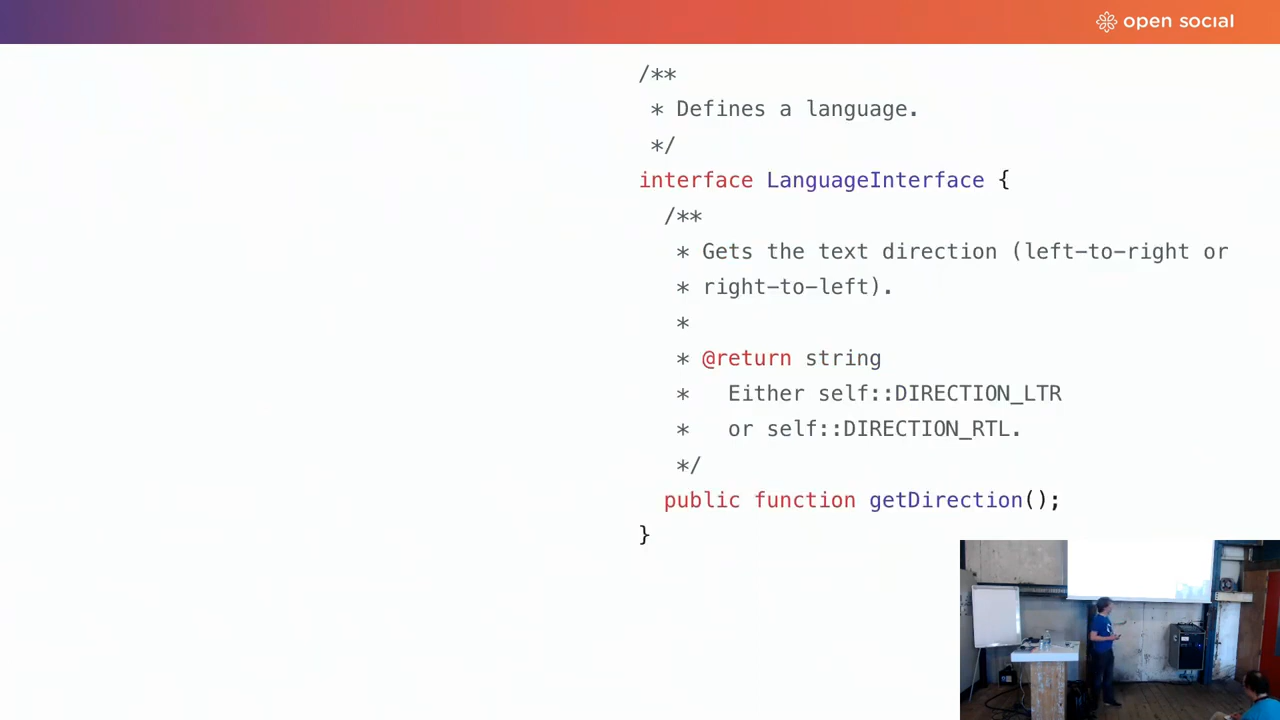 open social
/**
 * Defines a language.
 */
interface LanguageInterface {
  /**
   * Gets the text direction (left-to-right or
   * right-to-left).
   *
   * @return string
   *   Either self::DIRECTION_LTR
   *   or self::DIRECTION_RTL.
   */
  public function getDirection();
}